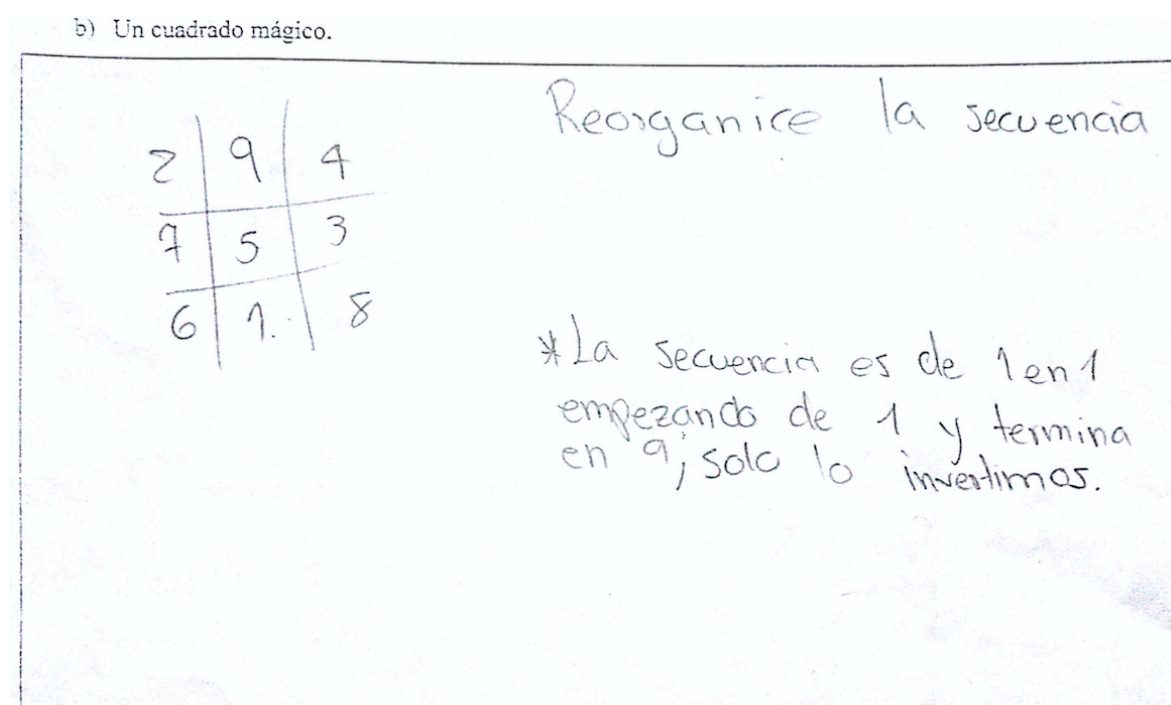 b) Un cuadrado mágico.
2 9 4
7 5 3
6 1. 8
Reorganice la secuencia
*La secuencia es de 1 en 1
empezando de 1 y termina
en 9, solo lo invertimos.